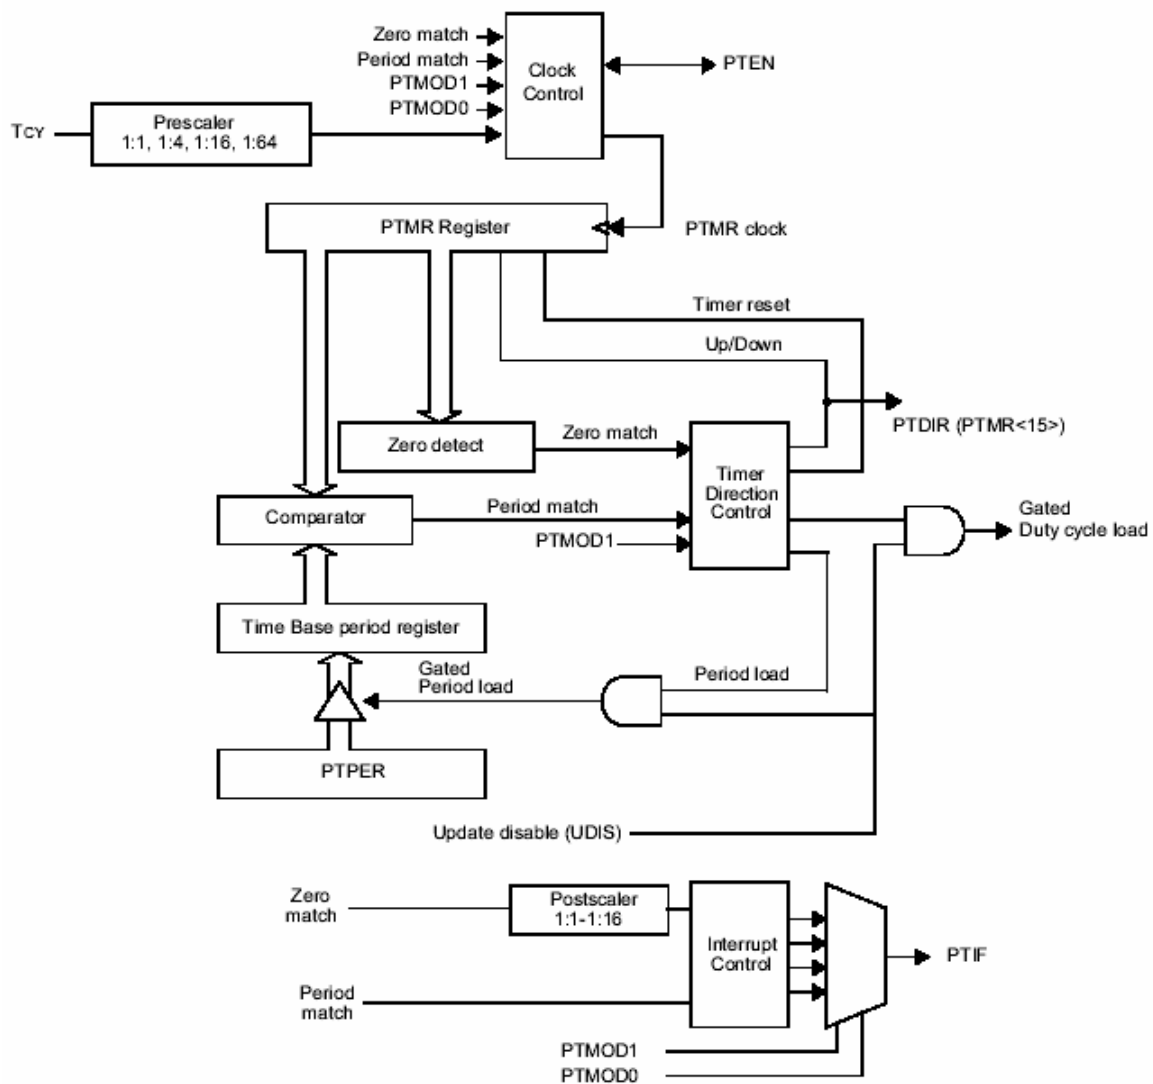 Zero match
Period match
PTMOD1
PTMOD0
Clock
Control
PTEN
TCY
Prescaler
1:1, 1:4, 1:16, 1:64
PTMR Register
PTMR clock
Timer reset
Up/Down
PTDIR (PTMR<15>)
Zero detect
Zero match
Timer
Direction
Control
Comparator
Period match
PTMOD1
Gated
Duty cycle load
Time Base period register
Gated
Period load
Period load
PTPER
Update disable (UDIS)
Zero
match
Postscaler
1:1-1:16
Interrupt
Control
PTIF
Period
match
PTMOD1
PTMOD0